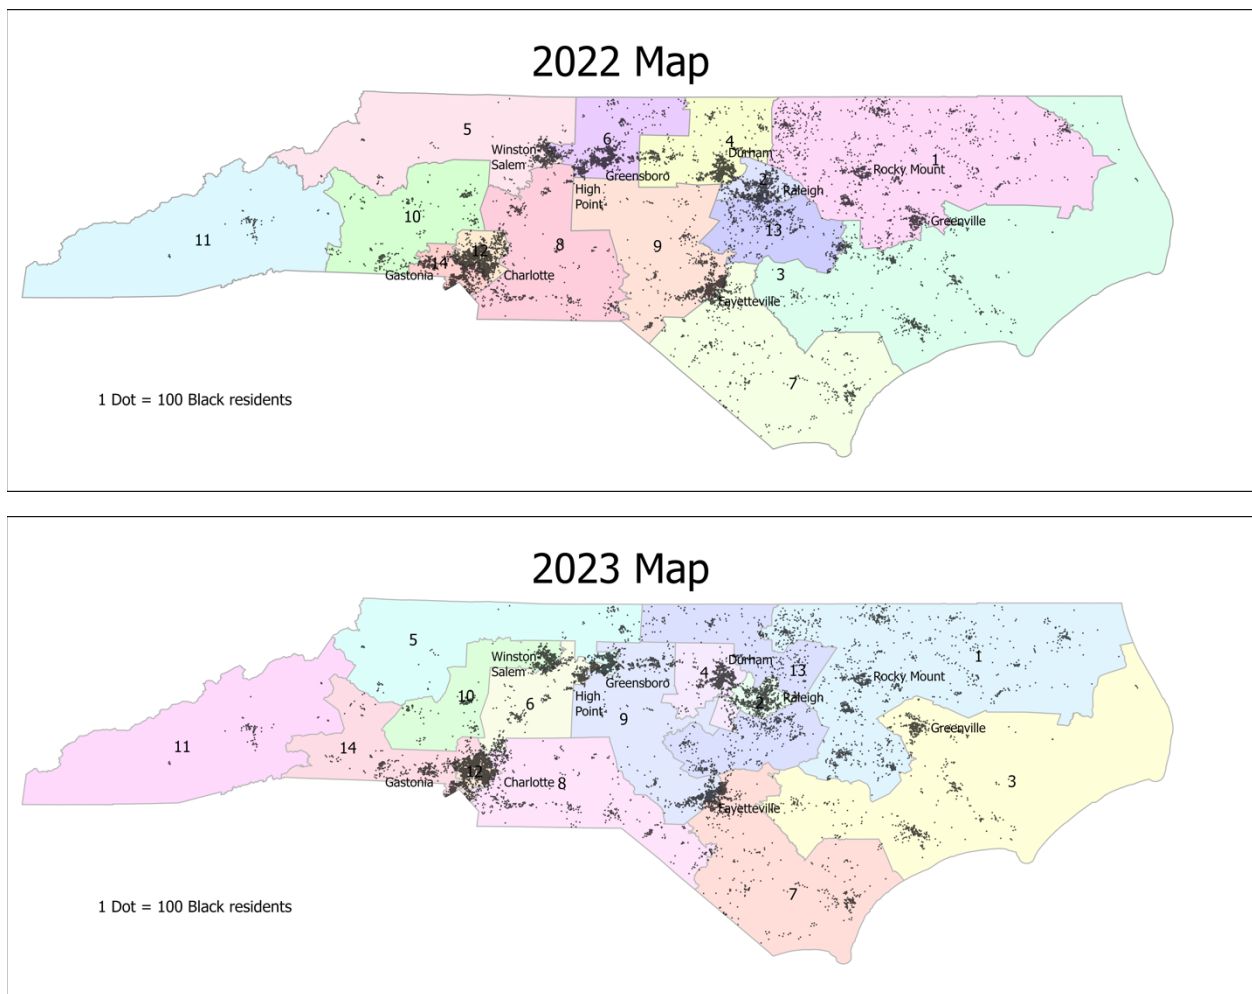 2022 Map
5
6
4
Winston
Salem
Durham
1
Greensboro
2
Raleigh
Rocky Mount
High
Point
10
Greenville
11
13
8
9
12
14
3
Gastonia
Charlotte
Fayetteville
7
1 Dot = 100 Black residents
2023 Map
5
Winston
Salem
Durham
1
4
13
Greensboro
Rocky Mount
10
High
Point
6
2
Raleigh
9
Greenville
11
14
12
Gastonia
Charlotte
8
3
Fayetteville
7
1 Dot = 100 Black residents